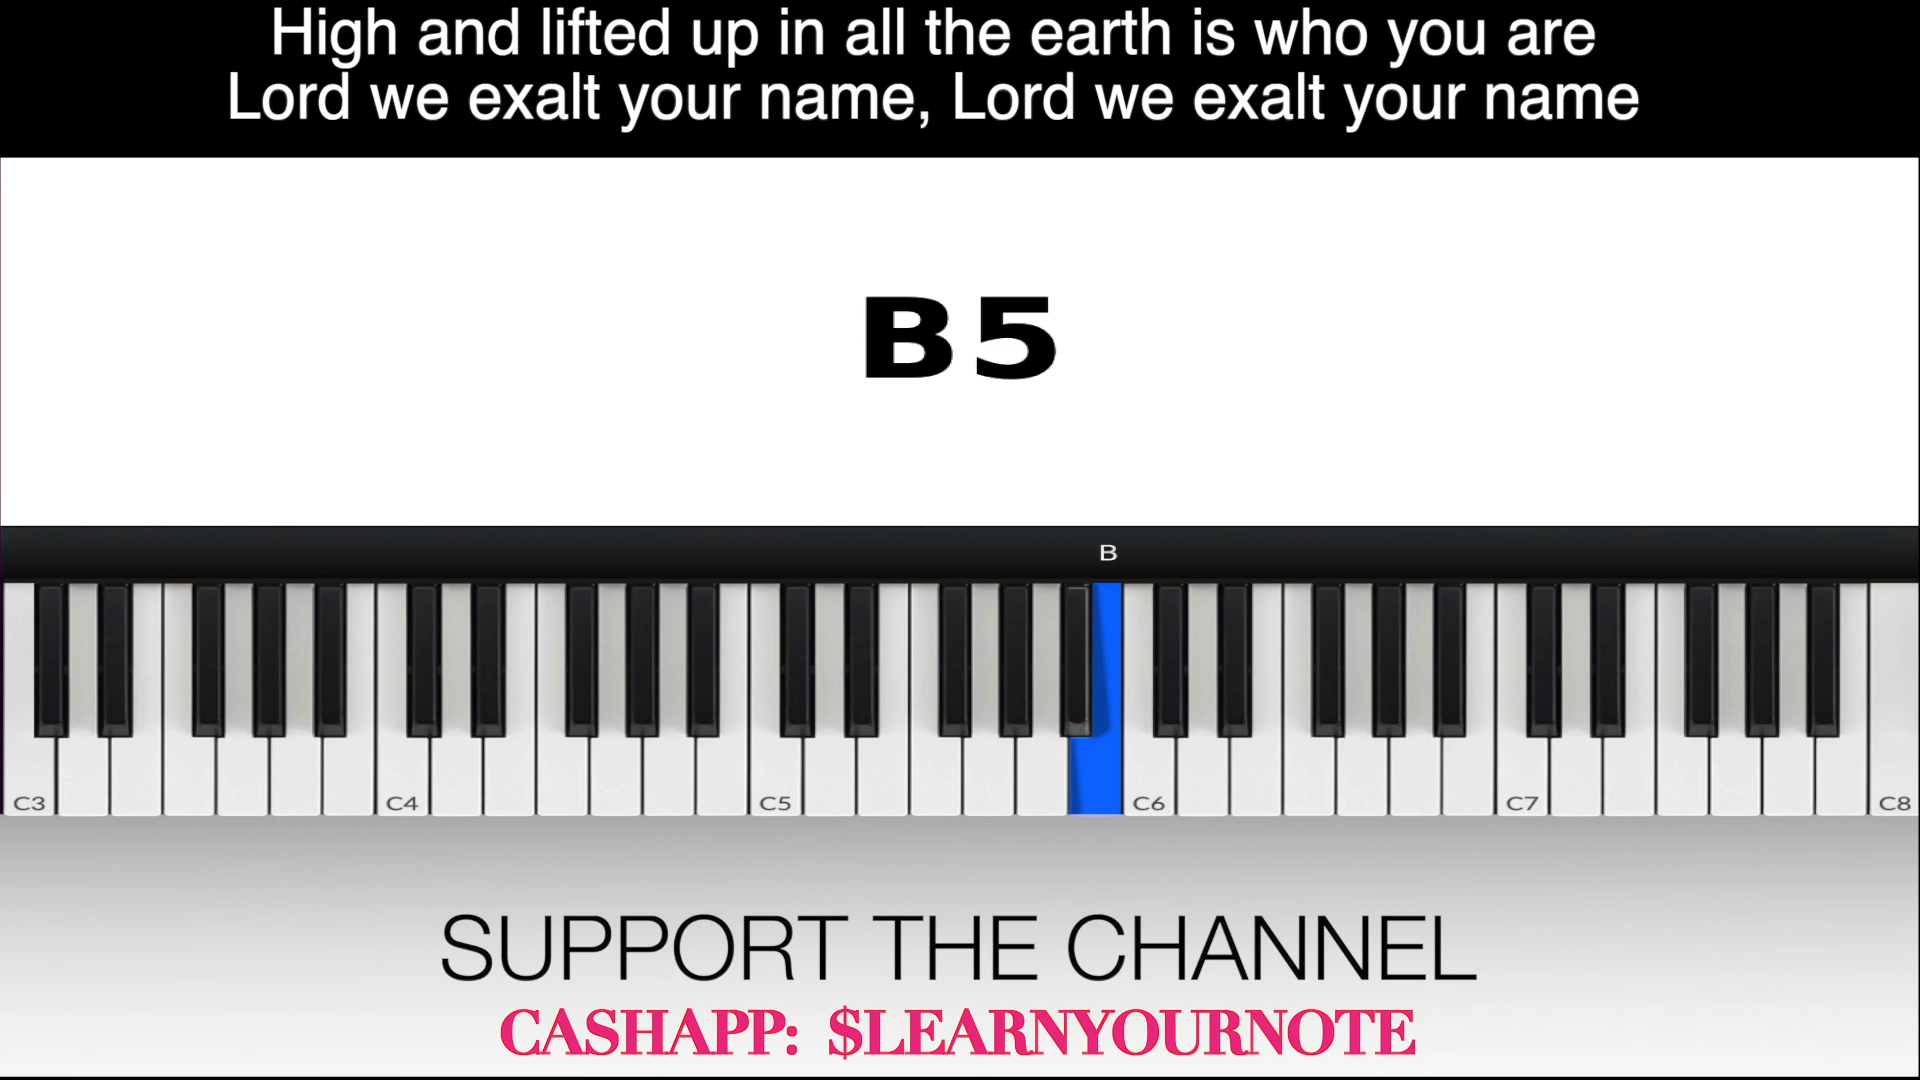 High and lifted up in all the earth is who you are
Lord we exalt your name, Lord we exalt your name
B5
B
C3 C4 C5 C6 C7 C8
SUPPORT THE CHANNEL
CASHAPP: $LEARNYOURNOTE